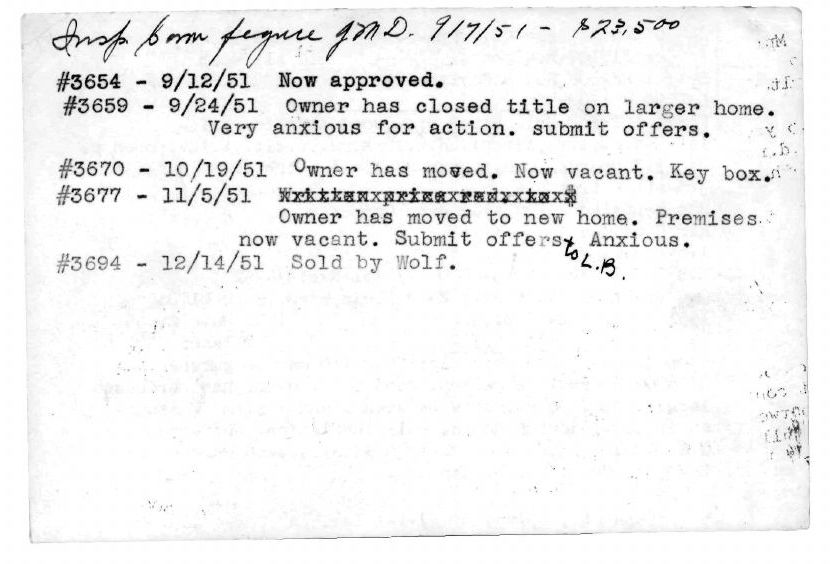 Insp Com fegure JMD. 9/7/51 - $23,500
#3654 - 9/12/51 Now approved.
#3659 - 9/24/51 Owner has closed title on larger home.
Very anxious for action. submit offers.
#3670 - 10/19/51 Owner has moved. Now vacant. Key box.
#3677 - 11/5/51
Owner has moved to new home. Premises
now vacant. Submit offers to L.B. Anxious.
#3694 - 12/14/51 Sold by Wolf.